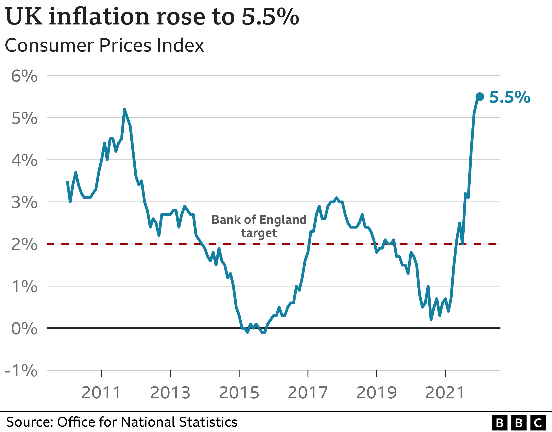 UK inflation rose to 5.5%
Consumer Prices Index
6%
5.5%
5%
4%
3%
Bank of England
target
2%
1%
0%
-1%
2011 2013 2015 2017 2019 2021
Source: Office for National Statistics
BBC